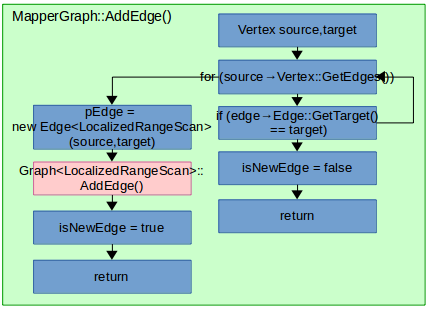 MapperGraph::AddEdge()
Vertex source,target
for (source→Vertex::GetEdges())
if (edge→Edge::GetTarget()
== target)
isNewEdge = false
return
pEdge =
new Edge<LocalizedRangeScan>
(source,target)
Graph<LocalizedRangeScan>::
AddEdge()
isNewEdge = true
return